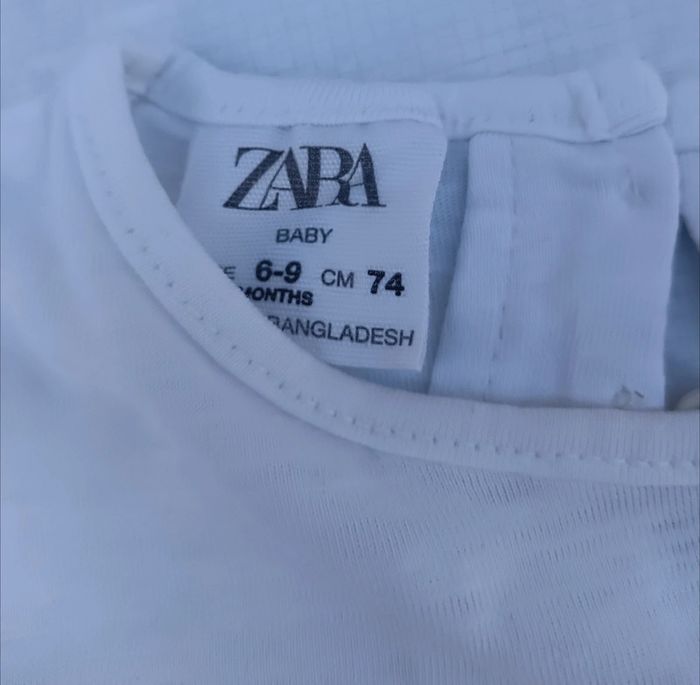 ZARA
BABY
6-9 CM 74
MONTHS
BANGLADESH